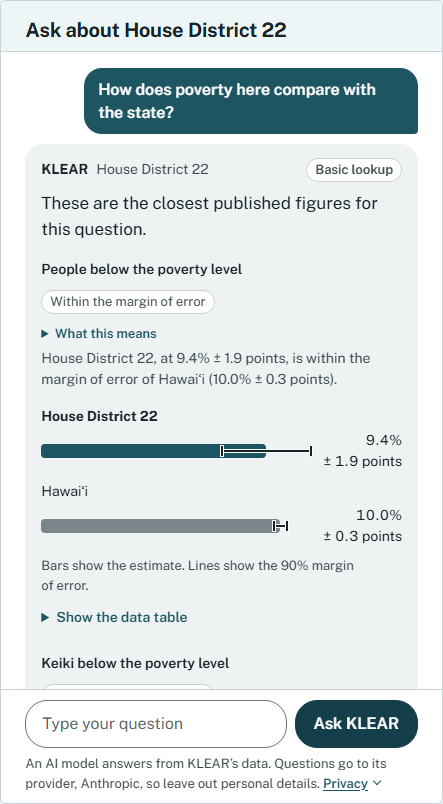 Ask about House District 22
How does poverty here compare with
the state?
KLEAR House District 22
Basic lookup
These are the closest published figures for
this question.
People below the poverty level
Within the margin of error
What this means
House District 22, at 9.4% ± 1.9 points, is within the
margin of error of Hawaiʻi (10.0% ± 0.3 points).
House District 22
9.4%
± 1.9 points
Hawaiʻi
10.0%
± 0.3 points
Bars show the estimate. Lines show the 90% margin
of error.
Show the data table
Keiki below the poverty level
Type your question
Ask KLEAR
An AI model answers from KLEAR’s data. Questions go to its
provider, Anthropic, so leave out personal details. Privacy